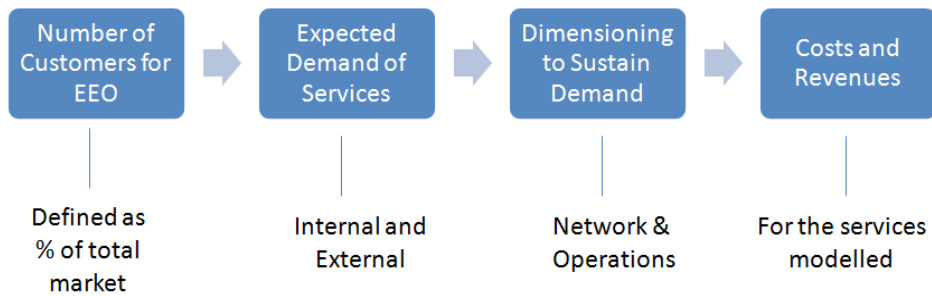 Number of
Customers for
EEO
Expected
Demand of
Services
Dimensioning
to Sustain
Demand
Costs and
Revenues
Defined as
% of total
market
Internal and
External
Network &
Operations
For the services
modelled